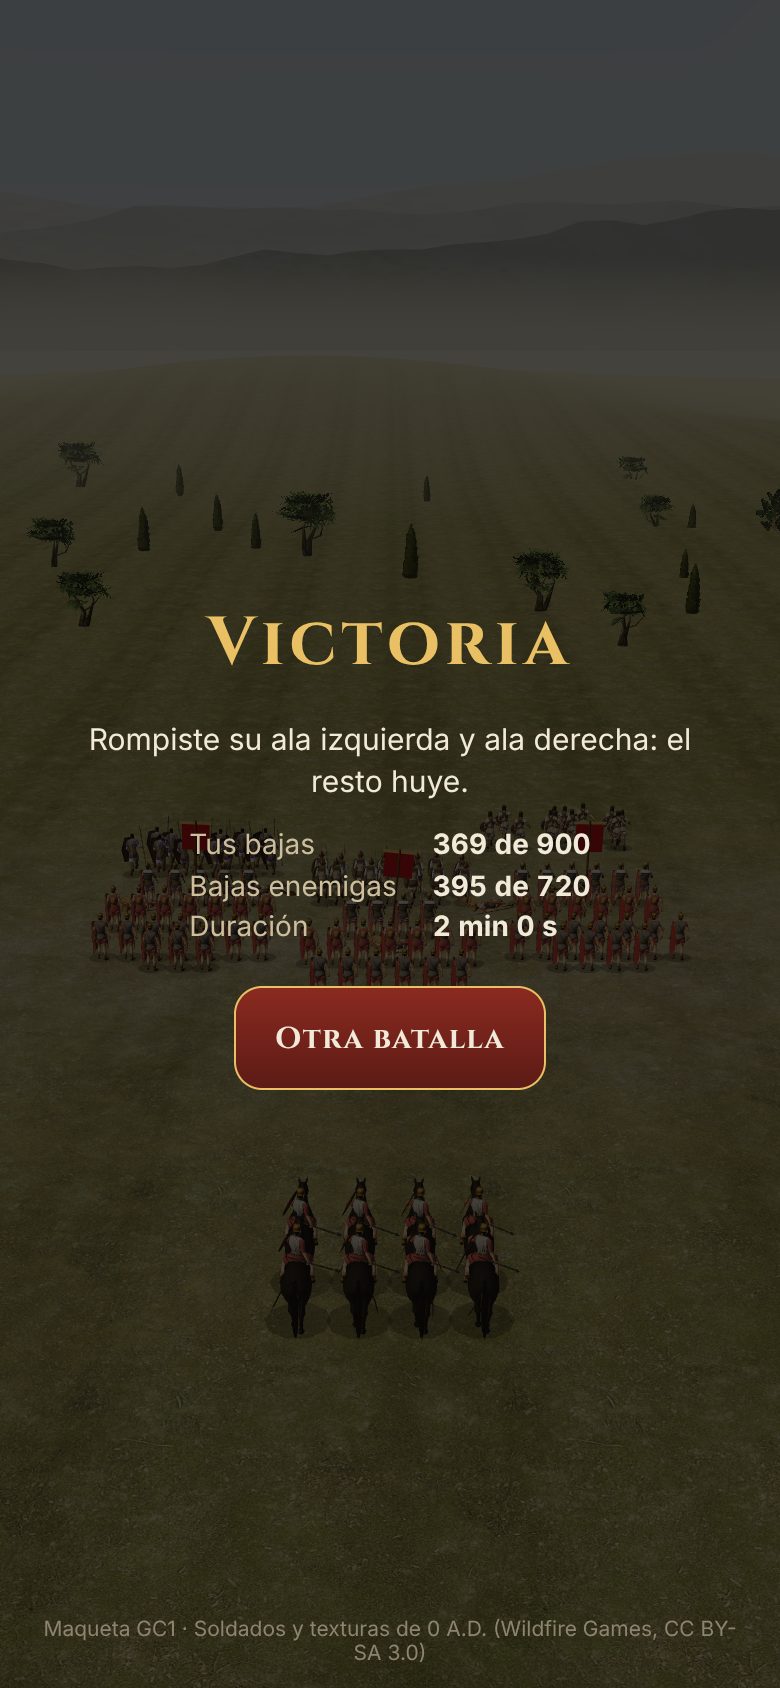 Victoria
Rompiste su ala izquierda y ala derecha: el
resto huye.
Tus bajas 369 de 900
Bajas enemigas 395 de 720
Duración 2 min 0 s
Otra batalla
Maqueta GC1 · Soldados y texturas de 0 A.D. (Wildfire Games, CC BY-
SA 3.0)